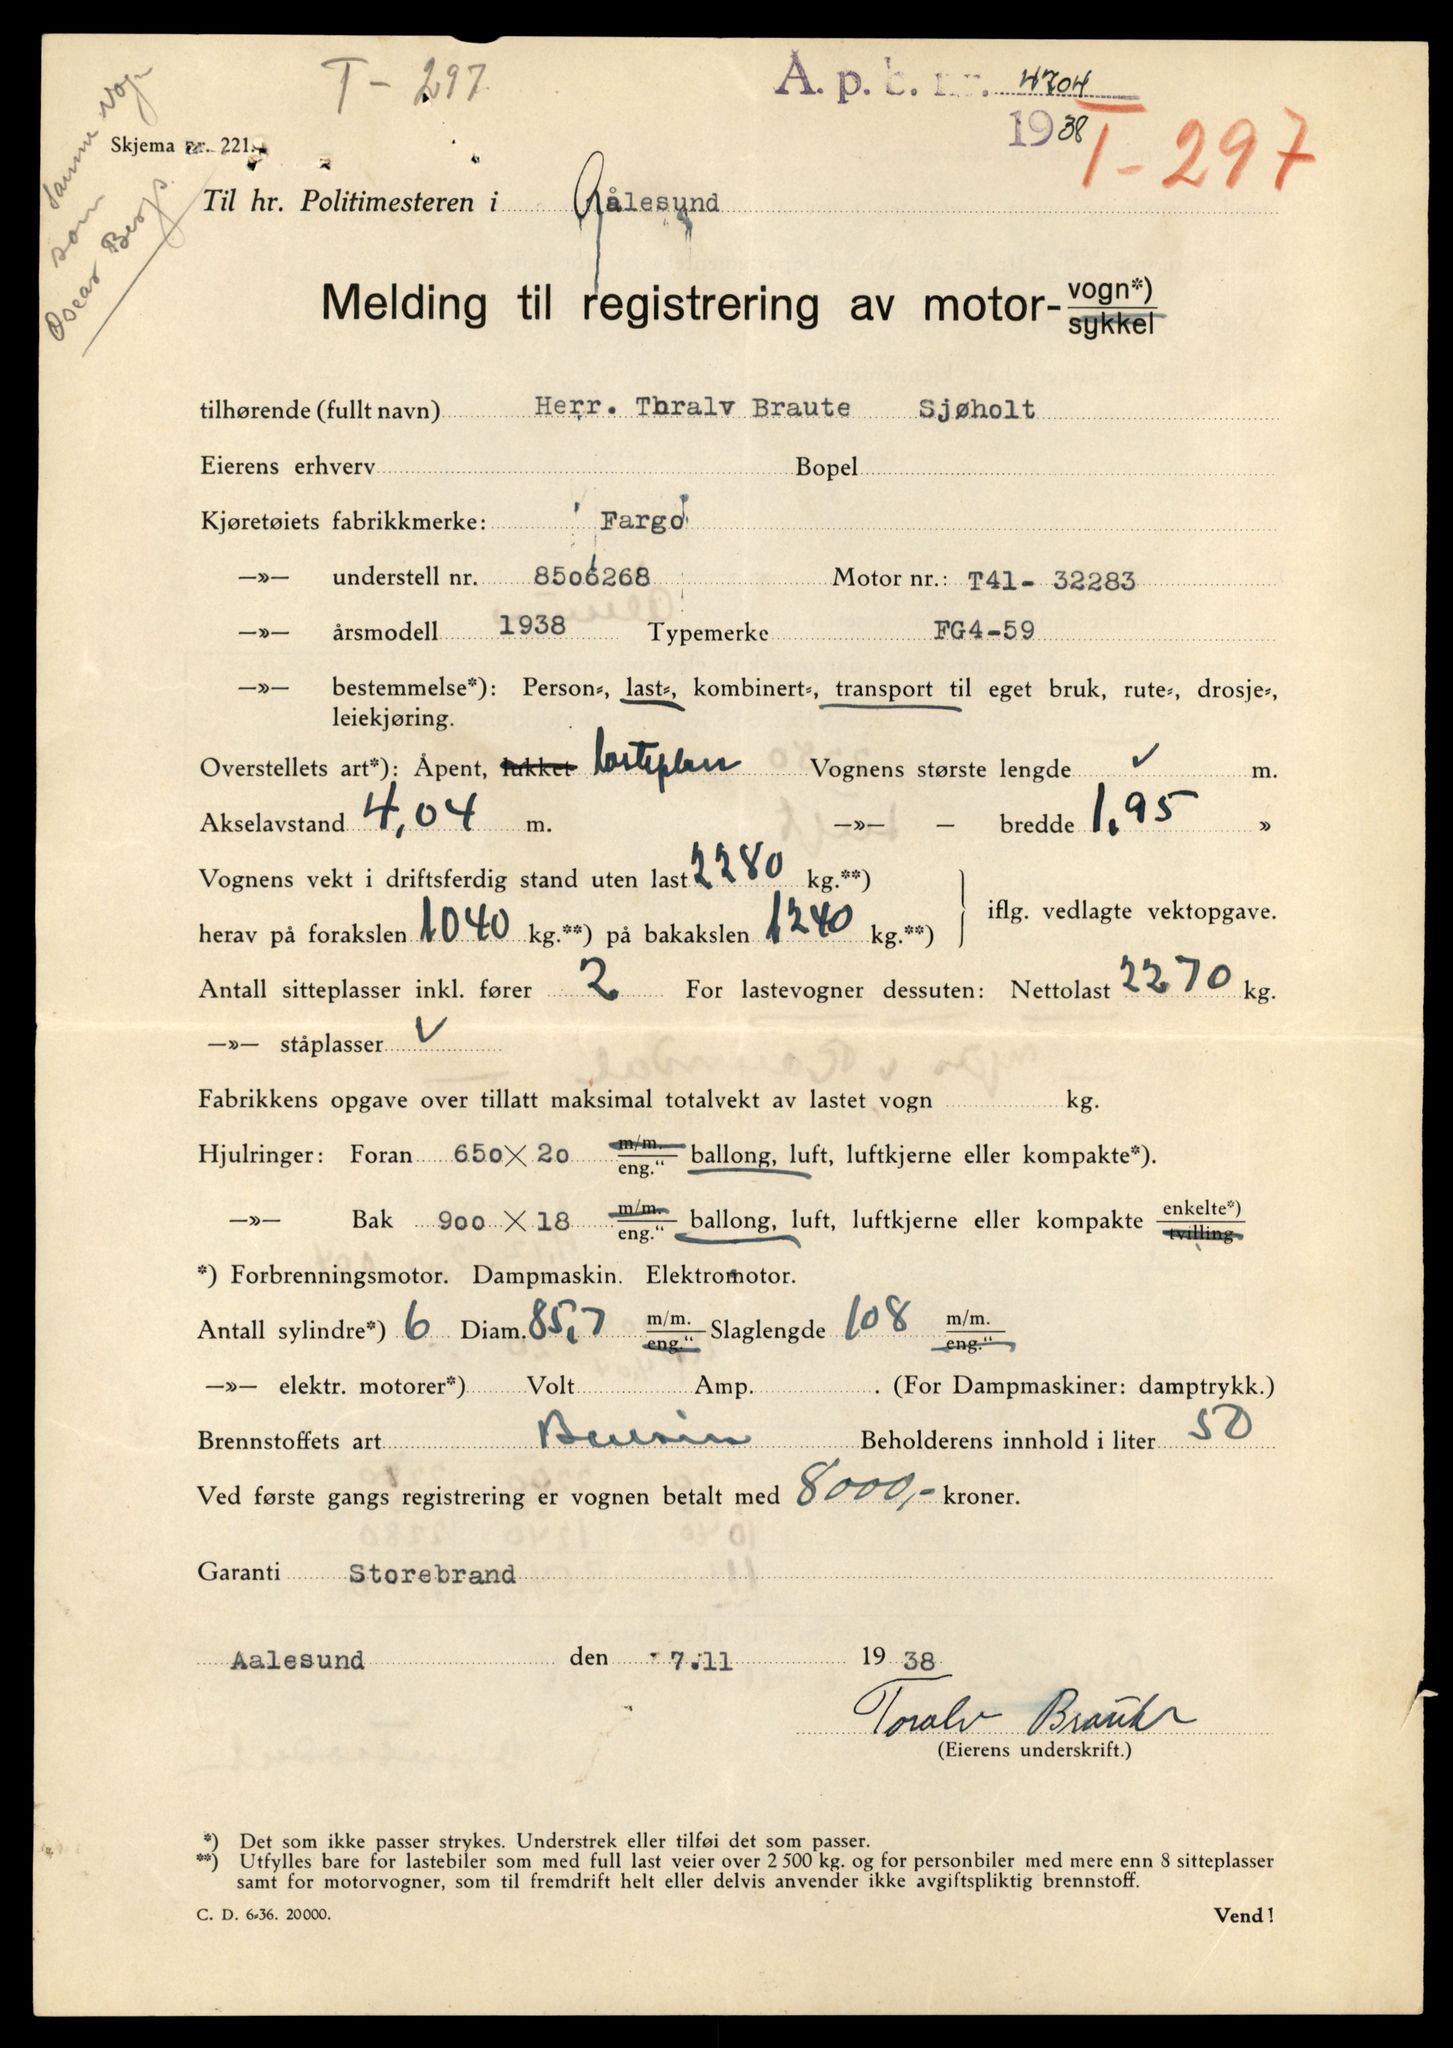 T - 297
A. p. b. nr. 4704
1938
T - 297
Samme vogn
som
Oscar Bergs.
Skjema nr. 221.
Til hr. Politimesteren i Aalesund
Melding til registrering av motor- vogn*)
sykkel
tilhørende (fullt navn) Herr. Thralv Braute Sjøholt
Eierens erhverv Bopel
Kjøretøiets fabrikkmerke: Fargo
—»— understell nr. 8506268 Motor nr.: T41- 32283
—»— årsmodell 1938 Typemerke FG4-59
—»— bestemmelse*): Person-, last-, kombinert-, transport til eget bruk, rute-, drosje-,
leiekjøring.
Overstellets art*): Åpent, lukket lasteplan Vognens største lengde ✓ m.
Akselavstand 4,04 m. —»— — bredde 1,95 »
Vognens vekt i driftsferdig stand uten last 2280 kg.**)
herav på forakslen 1040 kg.**) på bakakslen 1240 kg.**) iflg. vedlagte vektopgave.
Antall sitteplasser inkl. fører 2 For lastevogner dessuten: Nettolast 2270 kg.
—»— ståplasser ✓
Fabrikkens opgave over tillatt maksimal totalvekt av lastet vogn kg.
Hjulringer: Foran 650 X 20 m/m. eng." ballong, luft, luftkjerne eller kompakte*).
—»— Bak 900 X 18 m/m. eng." ballong, luft, luftkjerne eller kompakte enkelte*) tvilling
*) Forbrenningsmotor. Dampmaskin. Elektromotor.
Antall sylindre*) 6 Diam. 85,7 m/m. eng." Slaglengde 108 m/m. eng."
—»— elektr. motorer*) Volt Amp. . (For Dampmaskiner: damptrykk.)
Brennstoffets art Bensin Beholderens innhold i liter 50
Ved første gangs registrering er vognen betalt med 8000,- kroner.
Garanti Storebrand
Aalesund den 7.11 19 38
Toralv Braute
(Eierens underskrift.)
*) Det som ikke passer strykes. Understrek eller tilføi det som passer.
**) Utfylles bare for lastebiler som med full last veier over 2 500 kg. og for personbiler med mere enn 8 sitteplasser
samt for motorvogner, som til fremdrift helt eller delvis anvender ikke avgiftspliktig brennstoff.
C. D. 6-36. 20 000. Vend!